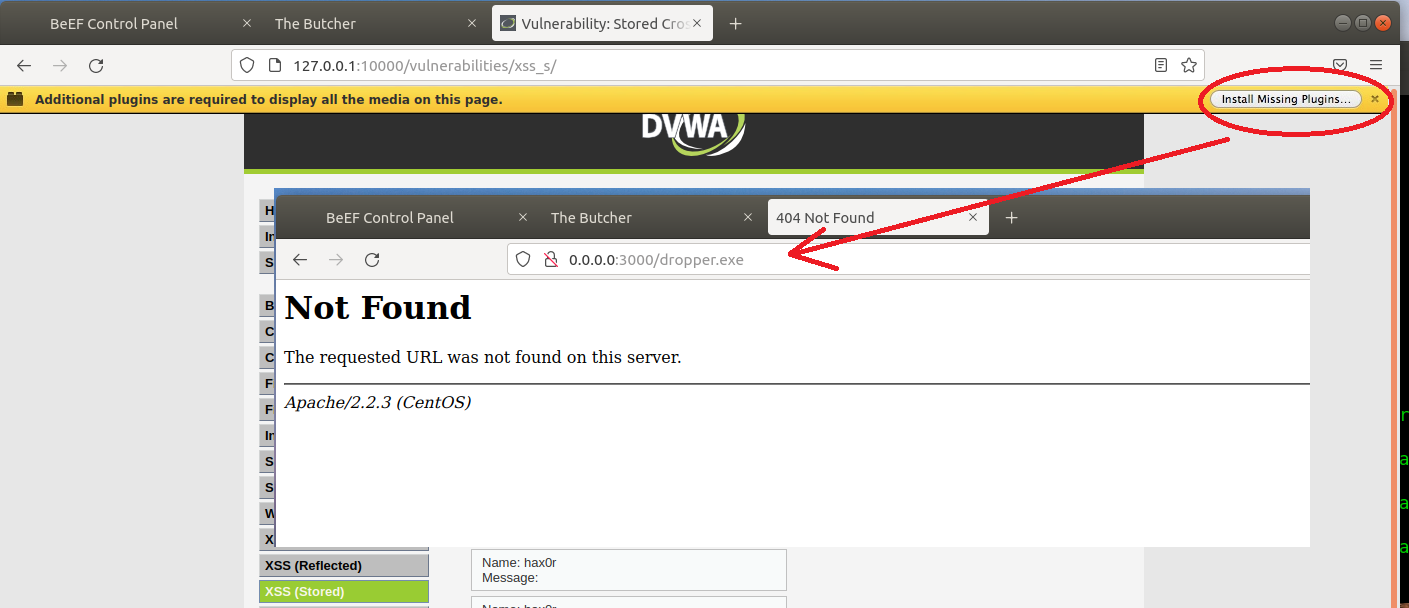 BeEF Control Panel
The Butcher
Vulnerability: Stored Cros
127.0.0.1:10000/vulnerabilities/xss_s/
Additional plugins are required to display all the media on this page.
Install Missing Plugins...
DVWA
BeEF Control Panel
The Butcher
404 Not Found
0.0.0.0:3000/dropper.exe
Not Found
The requested URL was not found on this server.
Apache/2.2.3 (CentOS)
XSS (Reflected)
XSS (Stored)
Name: hax0r
Message:
Name: hax0r